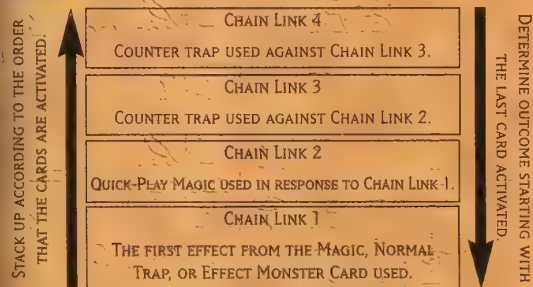 STACK UP ACCORDING TO THE ORDER
THAT THE CARDS ARE ACTIVATED.
CHAIN LINK 4
COUNTER TRAP USED AGAINST CHAIN LINK 3.
CHAIN LINK 3
COUNTER TRAP USED AGAINST CHAIN LINK 2.
CHAIN LINK 2
QUICK-PLAY MAGIC USED IN RESPONSE TO CHAIN LINK 1.
CHAIN LINK 1
THE FIRST EFFECT FROM THE MAGIC, NORMAL
TRAP, OR EFFECT MONSTER CARD USED.
DETERMINE OUTCOME STARTING WITH
THE LAST CARD ACTIVATED.